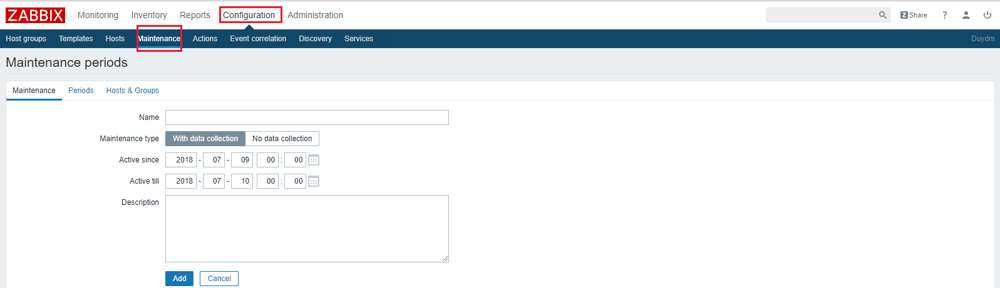 ZABBIX Monitoring Inventory Reports Configuration Administration Z Share ?
Host groups Templates Hosts Maintenance Actions Event correlation Discovery Services Duydm
Maintenance periods
Maintenance Periods Hosts & Groups
Name
Maintenance type With data collection No data collection
Active since 2018 - 07 - 09 00 : 00
Active till 2018 - 07 - 10 00 : 00
Description
Add Cancel